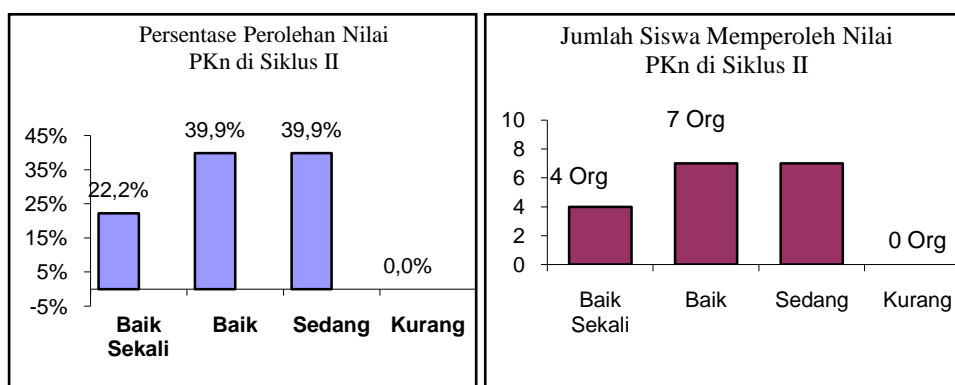 Persentase Perolehan Nilai
PKn di Siklus II
45%
35%
25%
15%
5%
-5%
22,2%
39,9%
39,9%
0,0%
Baik
Sekali
Baik
Sedang
Kurang
Jumlah Siswa Memperoleh Nilai
PKn di Siklus II
10
8
6
4
2
0
4 Org
7 Org
0 Org
Baik
Sekali
Baik
Sedang
Kurang